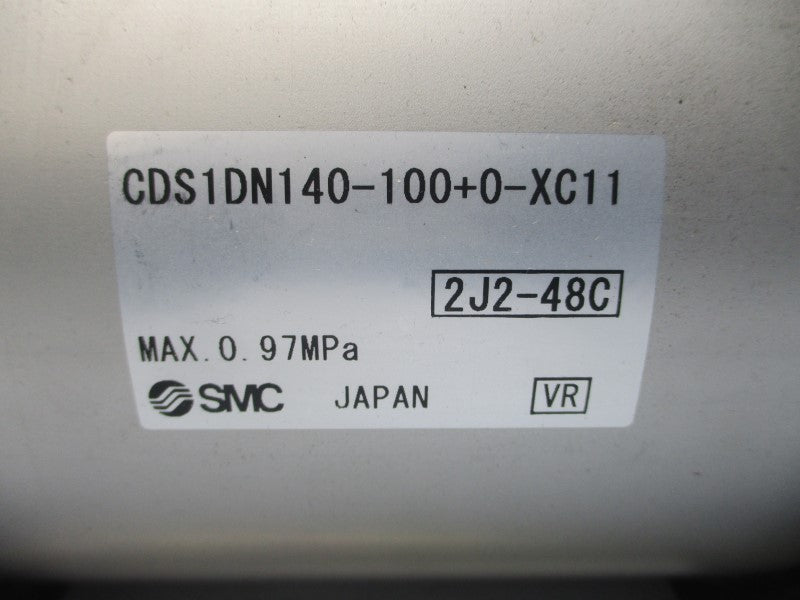 CDS1DN140-100+0-XC11
2J2-48C
MAX.0.97MPa
SMC JAPAN VR